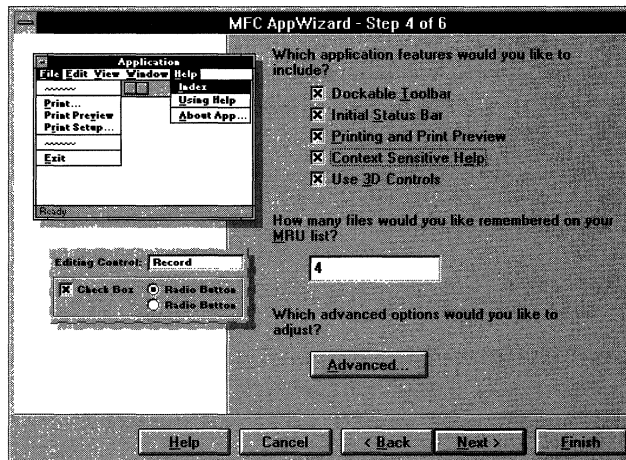 MFC AppWizard - Step 4 of 6
Application
File Edit View Window Help
Print...
Print Preview
Print Setup...
Exit
Index
Using Help
About App...
Ready
Editing Control: Record
Check Box
Radio Button
Radio Button
Which application features would you like to
include?
Dockable Toolbar
Initial Status Bar
Printing and Print Preview
Context Sensitive Help
Use 3D Controls
How many files would you like remembered on your
MRU list?
4
Which advanced options would you like to
adjust?
Advanced...
Help
Cancel
< Back
Next >
Finish